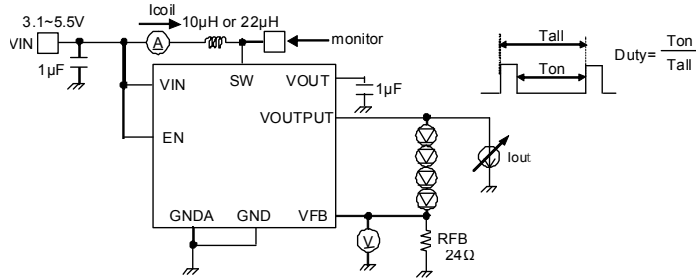 Icoil
3.1~5.5V
10µH or 22µH
VIN
A
monitor
1µF
SW
VOUT
VIN
1µF
VOUTPUT
EN
Iout
GNDA
GND
VFB
V
RFB
24Ω
Tall
Ton
Duty= Ton
Tall